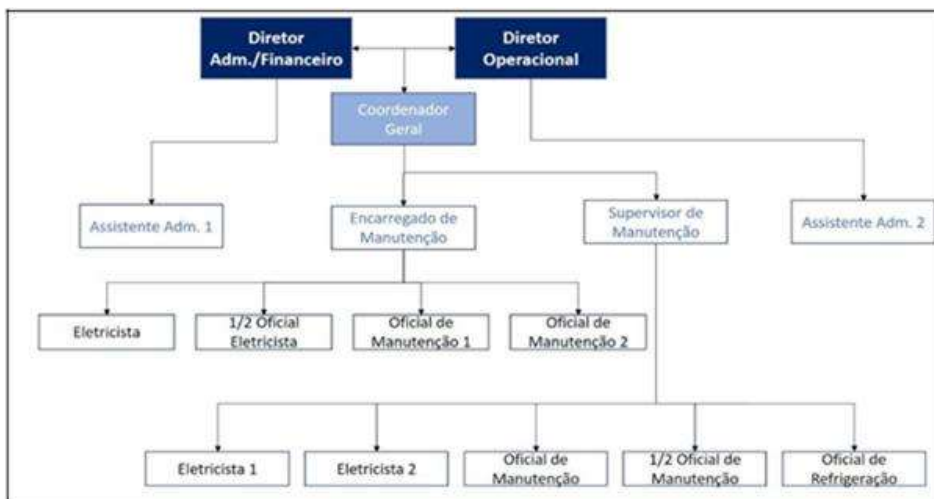 Diretor
Adm./Financeiro
Diretor
Operacional
Coordenador
Geral
Assistente Adm. 1
Encarregado de
Manutenção
Supervisor de
Manutenção
Assistente Adm. 2
Eletricista
1/2 Oficial
Eletricista
Oficial de
Manutenção 1
Oficial de
Manutenção 2
Eletricista 1
Eletricista 2
Oficial de
Manutenção
1/2 Oficial de
Manutenção
Oficial de
Refrigeração